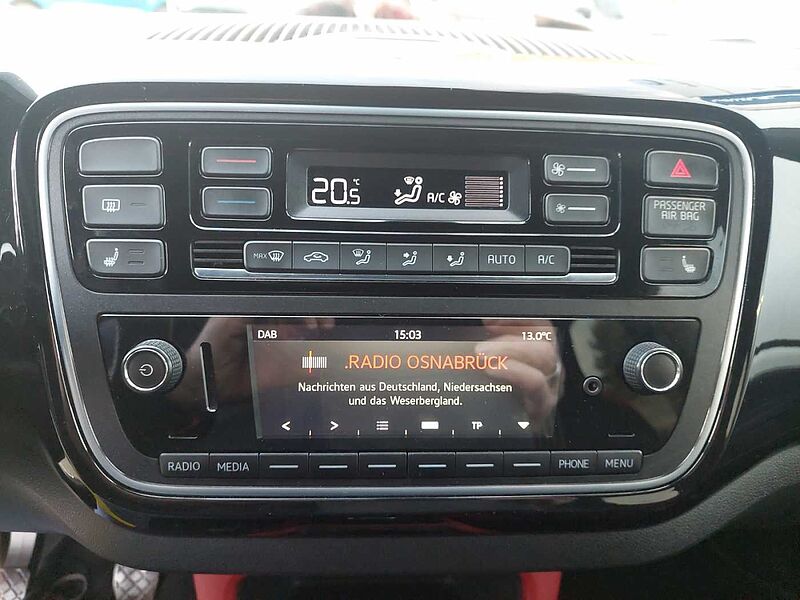 20.5 °C A/C
PASSENGER
AIR BAG
MAX AUTO A/C
DAB 15:03 13.0°C
.RADIO OSNABRÜCK
Nachrichten aus Deutschland, Niedersachsen
und das Weserbergland.
< > TP
RADIO MEDIA PHONE MENU